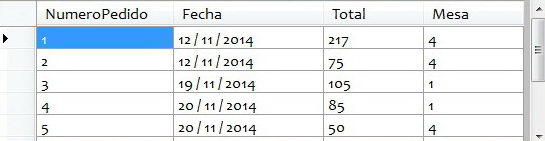 NumeroPedido Fecha Total Mesa
1 12 / 11 / 2014 217 4
2 12 / 11 / 2014 75 4
3 19 / 11 / 2014 105 1
4 20 / 11 / 2014 85 1
5 20 / 11 / 2014 50 4